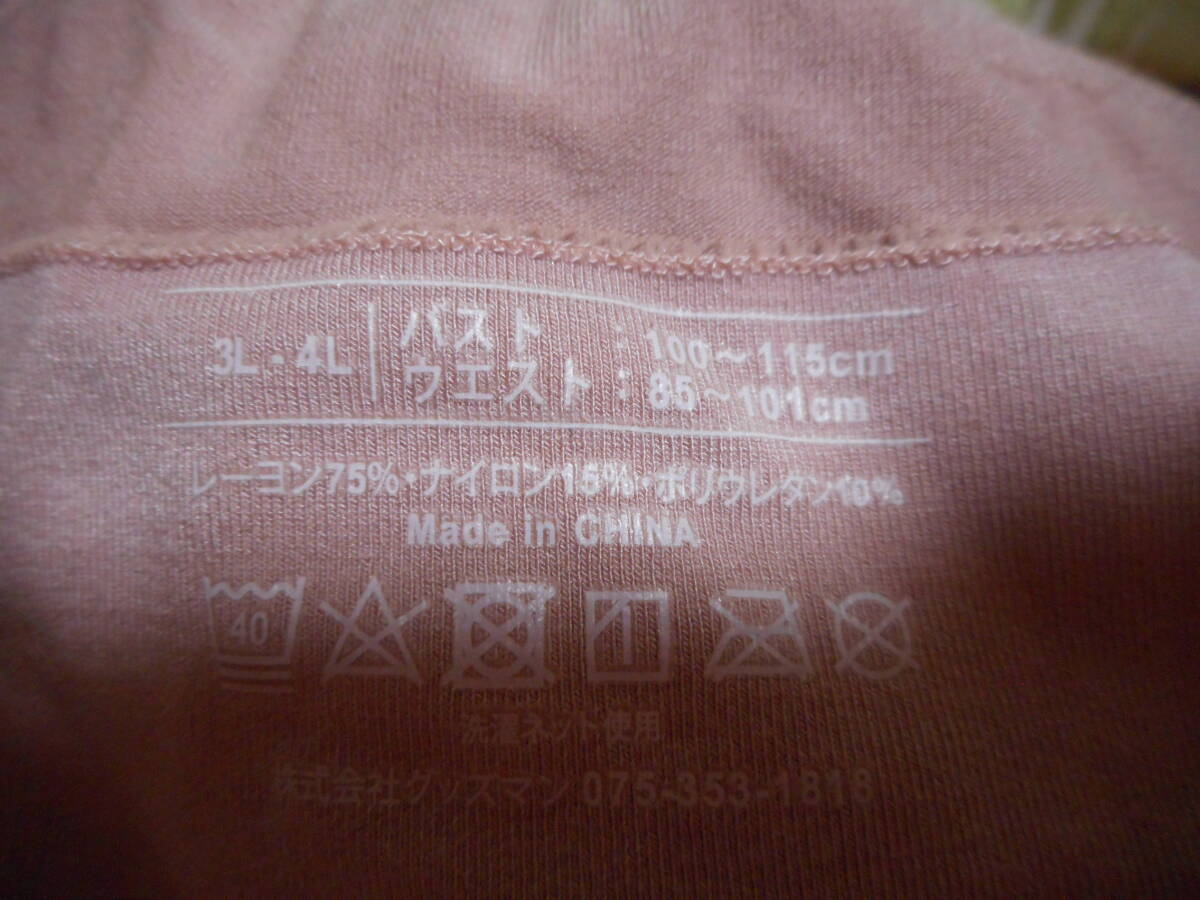 3L・4L バスト : 100～115cm
ウエスト : 85～101cm
レーヨン75%・ナイロン15%・ポリウレタン10%
Made in CHINA
40
洗濯ネット使用
株式会社グッズマン 075-353-1818